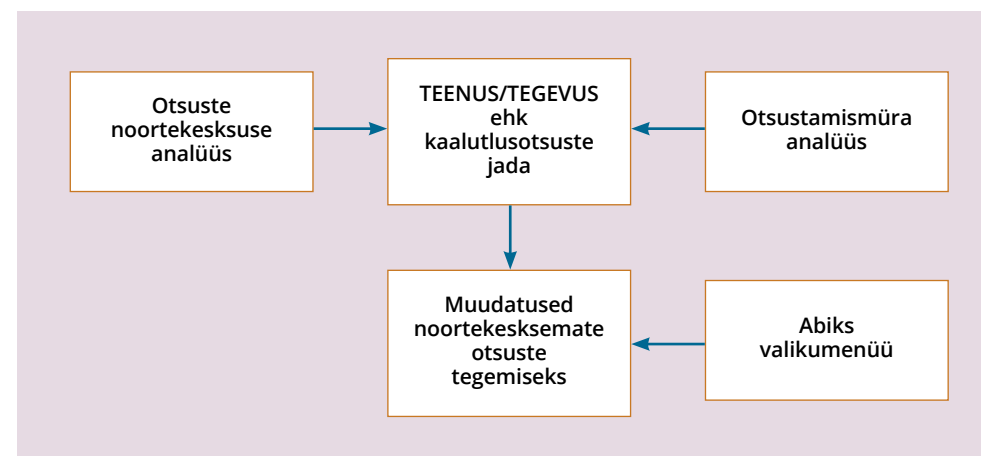 Otsuste
noortekesksuse
analüüs
TEENUS/TEGEVUS
ehk
kaalutlusotsuste
jada
Otsustamismüra
analüüs
Muudatused
noortekesksemate
otsuste
tegemiseks
Abiks
valikumenüü